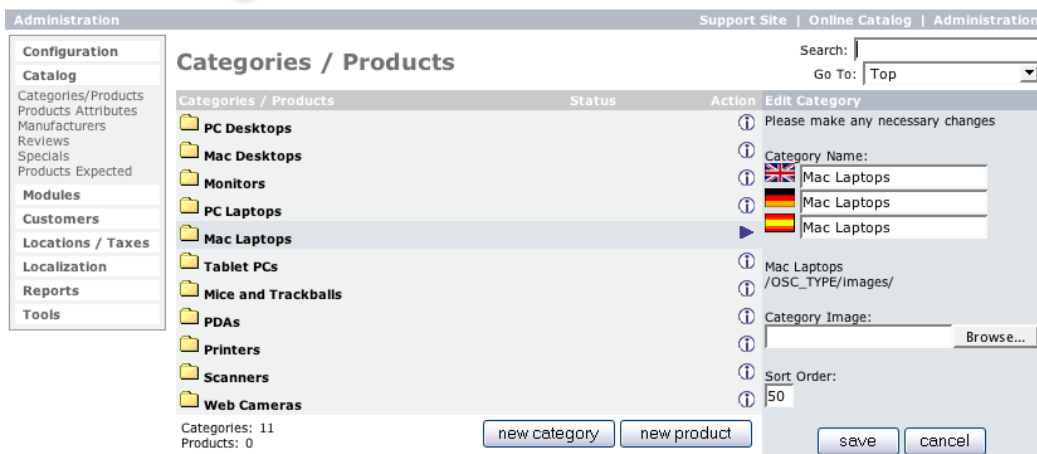 Administration
Support Site | Online Catalog | Administration
Configuration
Catalog
Categories/Products
Products Attributes
Manufacturers
Reviews
Specials
Products Expected
Modules
Customers
Locations / Taxes
Localization
Reports
Tools
Categories / Products
Search:
Go To: Top
Categories / Products Status Action
PC Desktops
Mac Desktops
Monitors
PC Laptops
Mac Laptops
Tablet PCs
Mice and Trackballs
PDAs
Printers
Scanners
Web Cameras
Categories: 11
Products: 0
new category new product
Edit Category
Please make any necessary changes
Category Name:
Mac Laptops
Mac Laptops
Mac Laptops
Mac Laptops
/OSC_TYPE/images/
Category Image:
Browse...
Sort Order:
50
save cancel